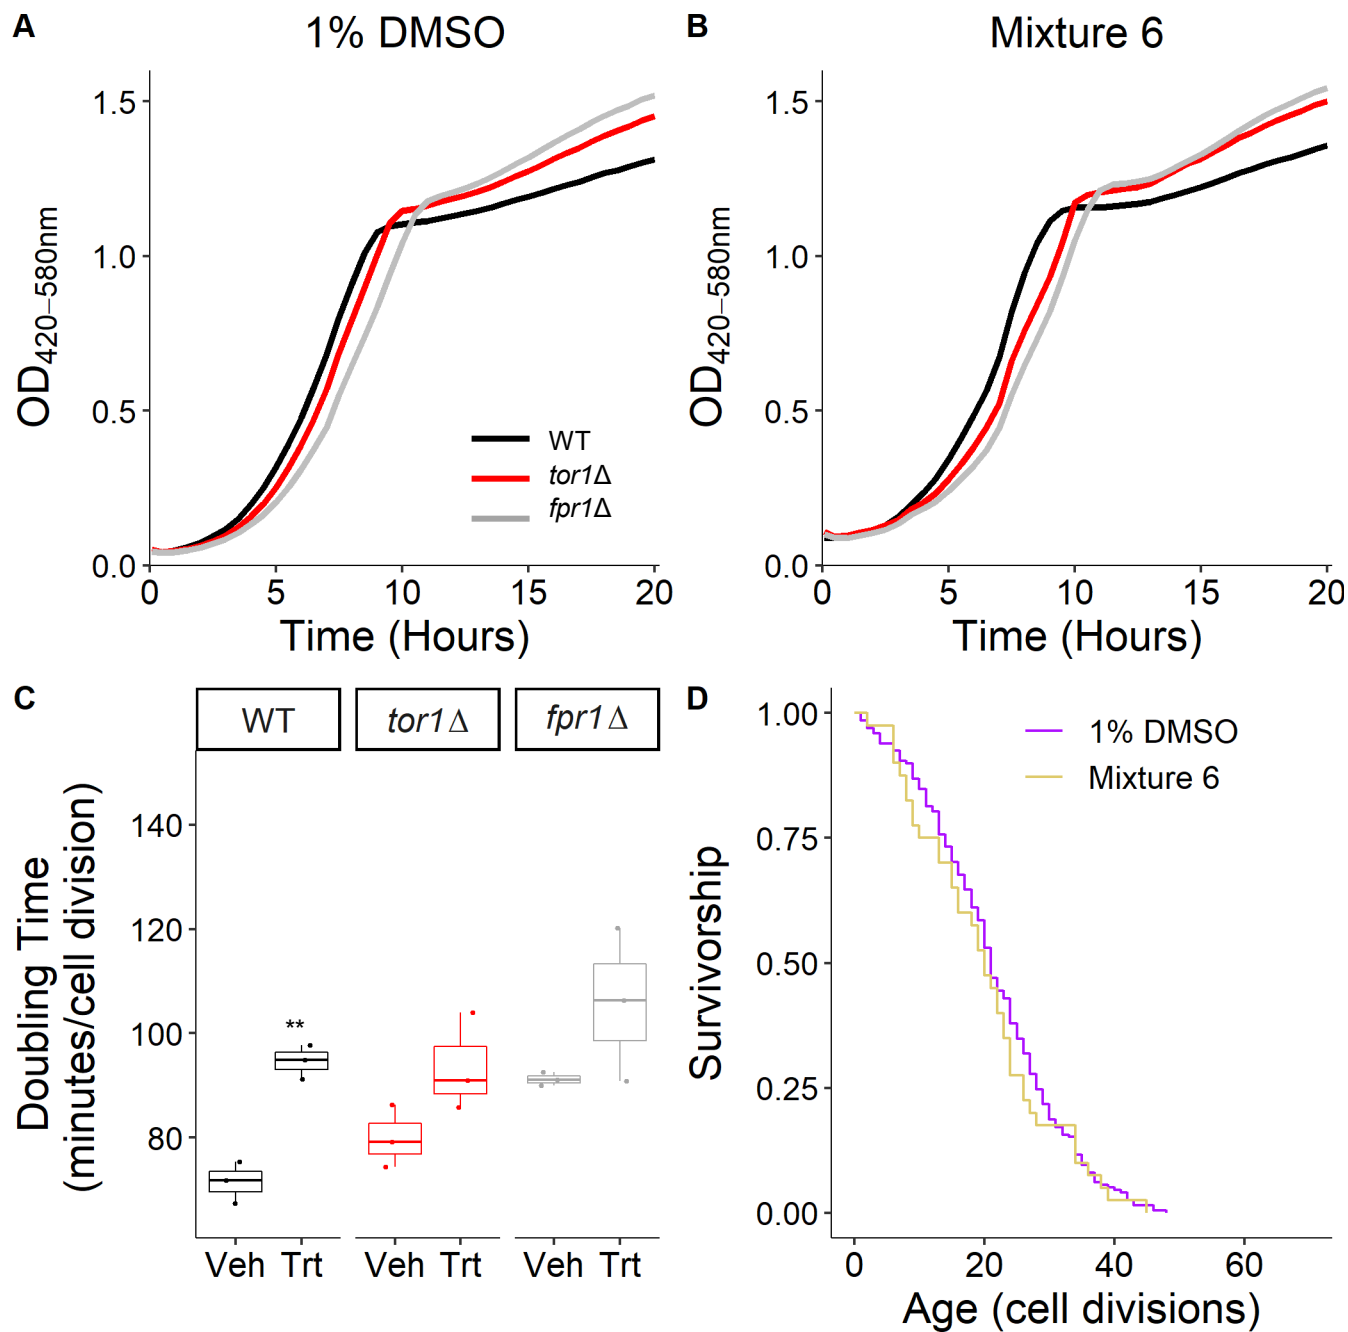 A
1% DMSO
1.5
1.0
0.5
0.0
OD420−580nm
WT
tor1Δ
fpr1Δ
0 5 10 15 20
Time (Hours)
B
Mixture 6
1.5
1.0
0.5
0.0
OD420−580nm
0 5 10 15 20
Time (Hours)
C
WT tor1Δ fpr1Δ
140
120
100
80
Doubling Time
(minutes/cell division)
**
Veh Trt Veh Trt Veh Trt
D
1.00
0.75
0.50
0.25
0.00
Survivorship
1% DMSO
Mixture 6
0 20 40 60
Age (cell divisions)